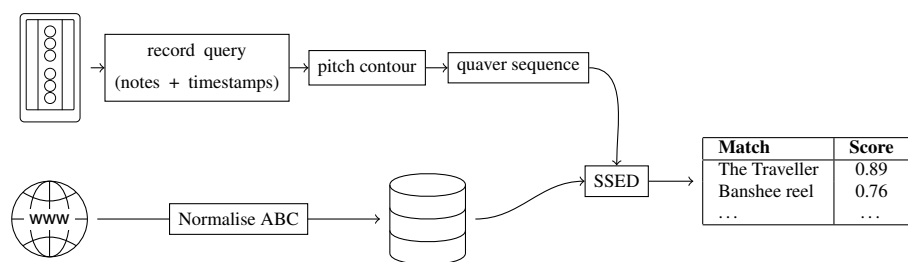 record query
(notes + timestamps)
pitch contour
quaver sequence
www
Normalise ABC
SSED
Match Score
The Traveller 0.89
Banshee reel 0.76
... ...